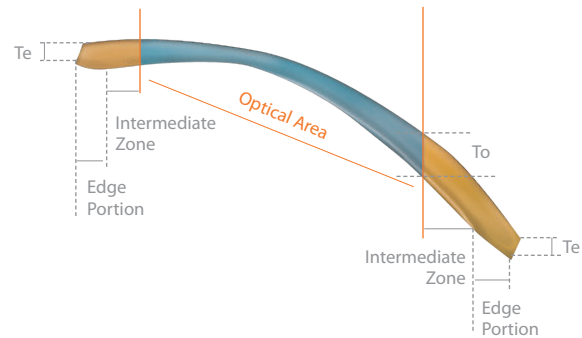 Te
Optical Area
Intermediate
Zone
Edge
Portion
To
Te
Intermediate
Zone
Edge
Portion